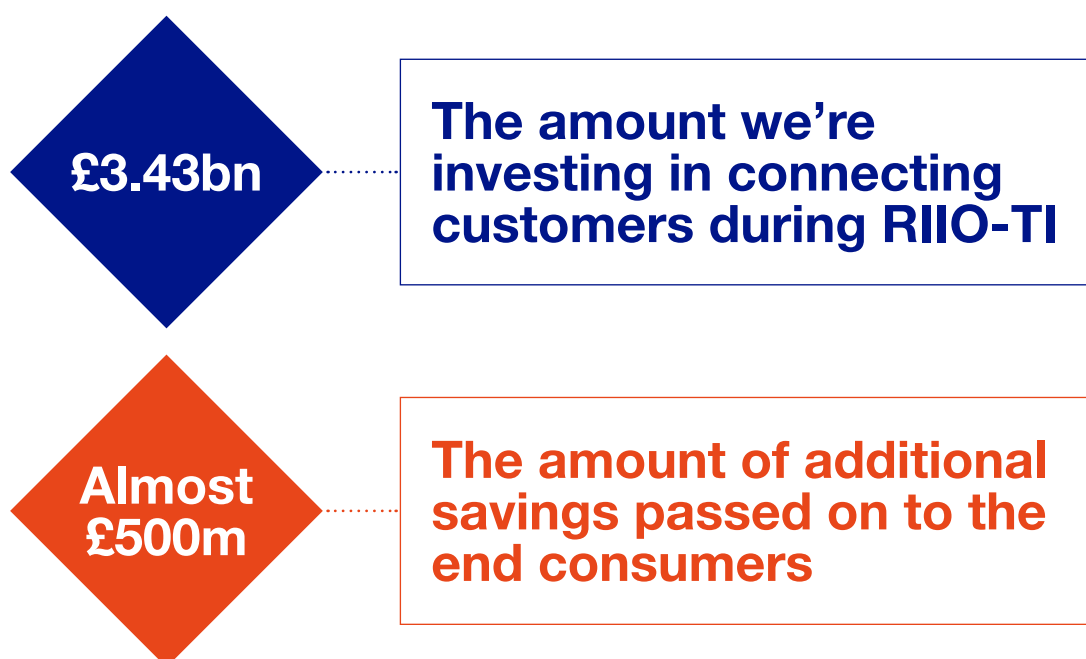 £3.43bn
The amount we’re
investing in connecting
customers during RIIO-TI
Almost
£500m
The amount of additional
savings passed on to the
end consumers